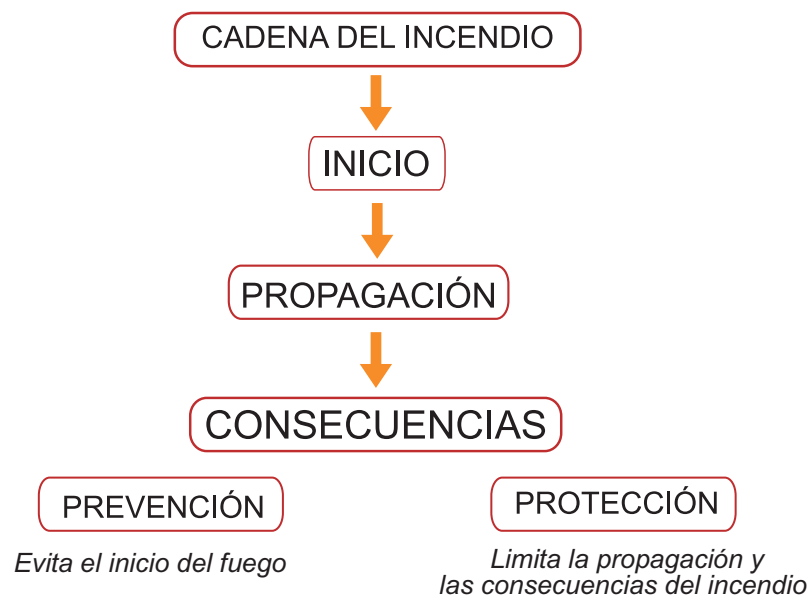 CADENA DEL INCENDIO
INICIO
PROPAGACIÓN
CONSECUENCIAS
PREVENCIÓN
Evita el inicio del fuego
PROTECCIÓN
Limita la propagación y
las consecuencias del incendio